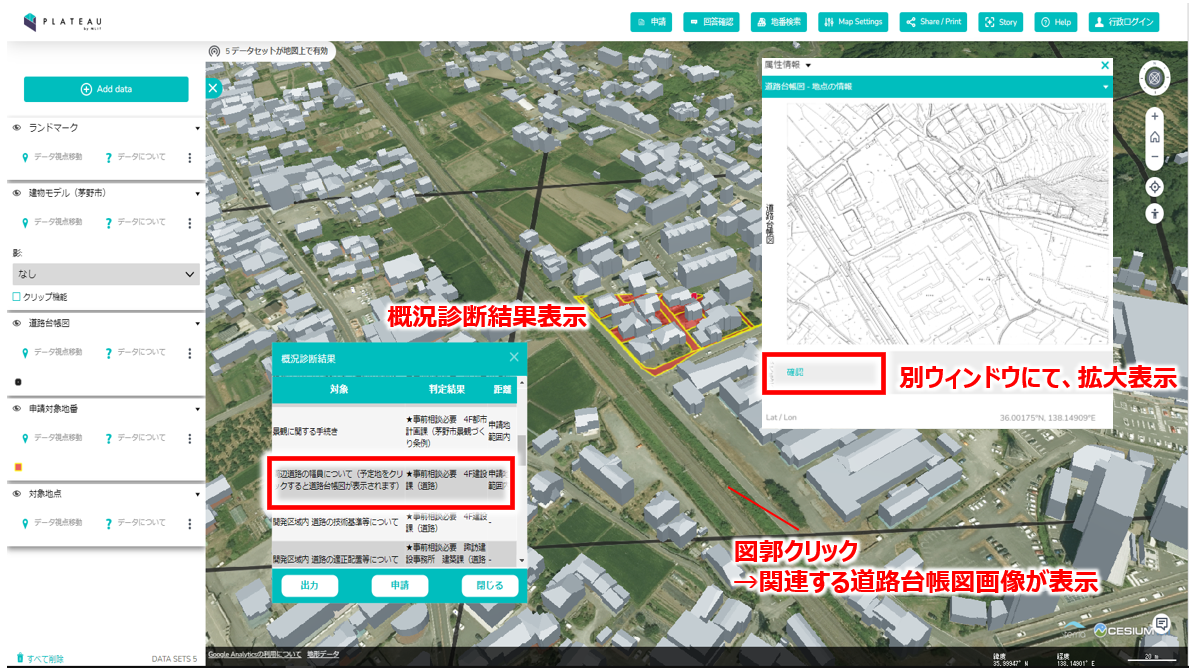 PLATEAU
by MLIT
申請
回答確認
地番検索
Map Settings
Share / Print
Story
Help
行政ログイン
5 データセットが地図上で有効
Add data
ランドマーク
データ視点移動
データについて
建物モデル（茅野市）
データ視点移動
データについて
影:
なし
クリップ機能
道路台帳図
データ視点移動
データについて
申請対象地番
データ視点移動
データについて
対象地点
データ視点移動
データについて
すべて削除
DATA SETS 5
概況診断結果表示
概況診断結果
対象
判定結果
距離
景観に関する手続き
★事前相談必要　4F都市
計画課（茅野市景観づく
り条例）
申請地
範囲内
辺道路の幅員について（予定地をクリ
ックすると道路台帳図が表示されます）
★事前相談必要　4F建設
課（道路）
申請
範囲
開発区域内 道路の技術基準等について
★事前相談必要　4F建設
課（道路）
-
開発区域内 道路の適正配置等について
★事前相談必要　諏訪建
設事務所　建築課（道路
-
出力
申請
閉じる
属性情報
道路台帳図 - 地点の情報
道路台帳図
確認
Lat / Lon
36.00175°N, 138.14909°E
別ウィンドウにて、拡大表示
図郭クリック
→関連する道路台帳図画像が表示
Google Analyticsの利用について
地形データ
CESIUM
緯度
35.99947° N
経度
138.14901° E
20 m